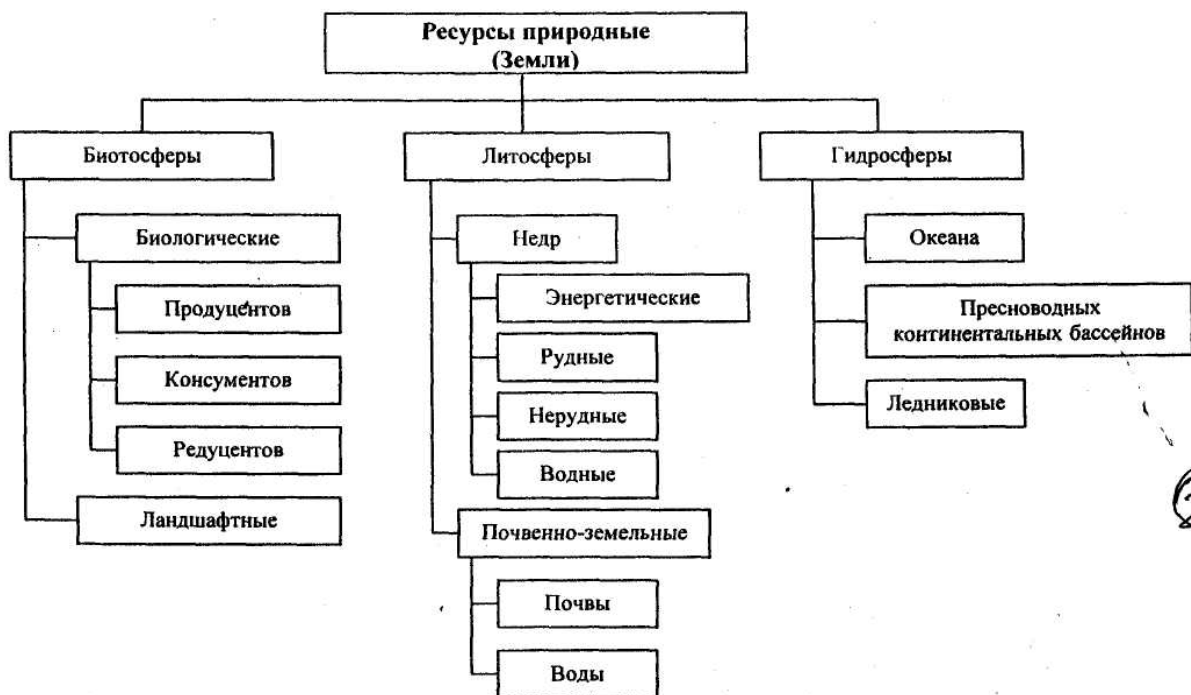 Ресурсы природные
(Земли)
Биотосферы
Литосферы
Гидросферы
Биологические
Продуцентов
Консументов
Редуцентов
Ландшафтные
Недр
Энергетические
Рудные
Нерудные
Водные
Почвенно-земельные
Почвы
Воды
Океана
Пресноводных
континентальных бассейнов
Ледниковые